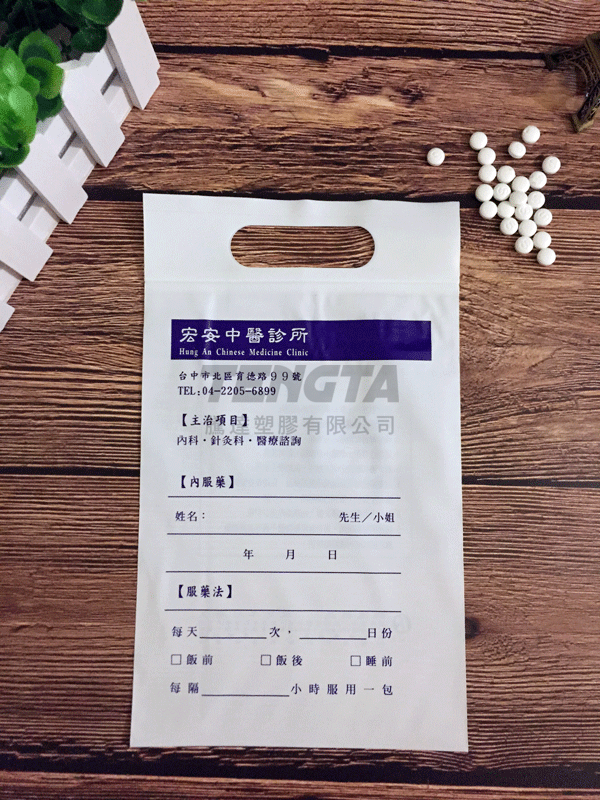 宏安中醫診所
Hung An Chinese Medicine Clinic
台中市北區育德路99號
TEL:04-2205-6899
TENGTA
騰達塑膠有限公司
【主治項目】
內科・針灸科・醫療諮詢
【內服藥】
姓名： 先生／小姐
年 月 日
【服藥法】
每天 次， 日份
□飯前 □飯後 □睡前
每隔 小時服用一包